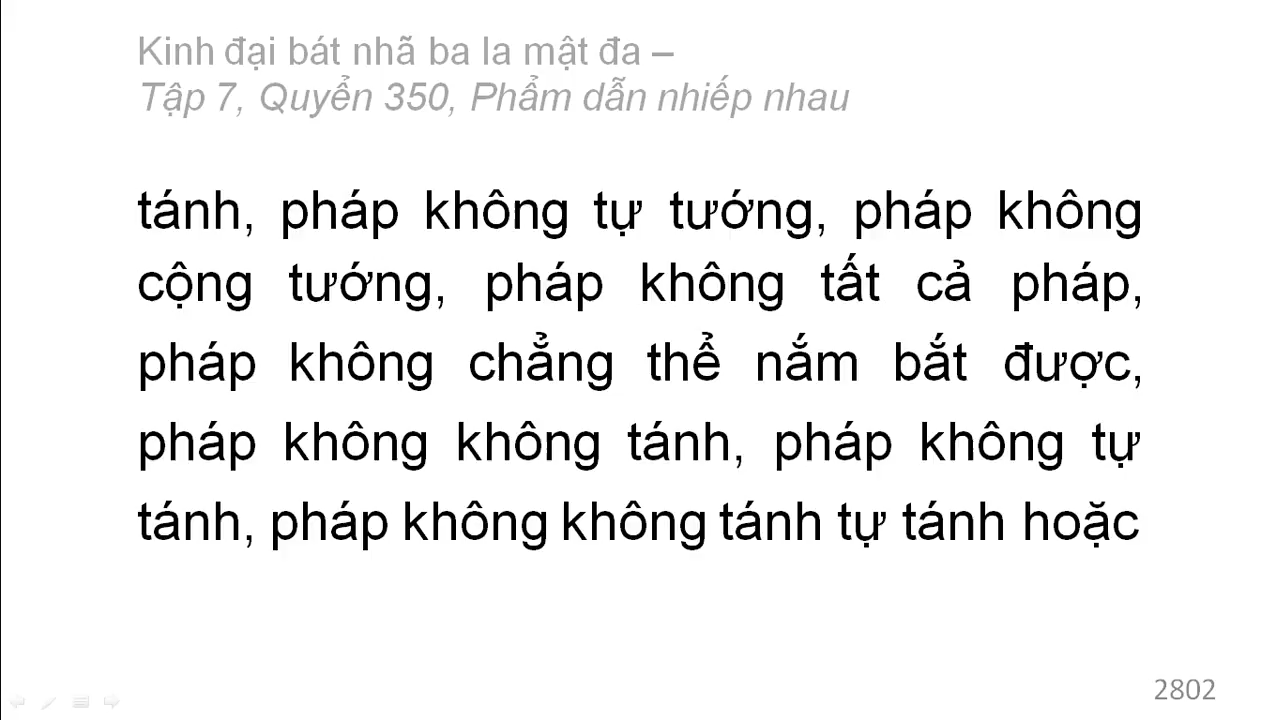 Kinh đại bát nhã ba la mật đa –
Tập 7, Quyển 350, Phẩm dẫn nhiếp nhau
tánh, pháp không tự tướng, pháp không
cộng tướng, pháp không tất cả pháp,
pháp không chẳng thể nắm bắt được,
pháp không không tánh, pháp không tự
tánh, pháp không không tánh tự tánh hoặc
2802